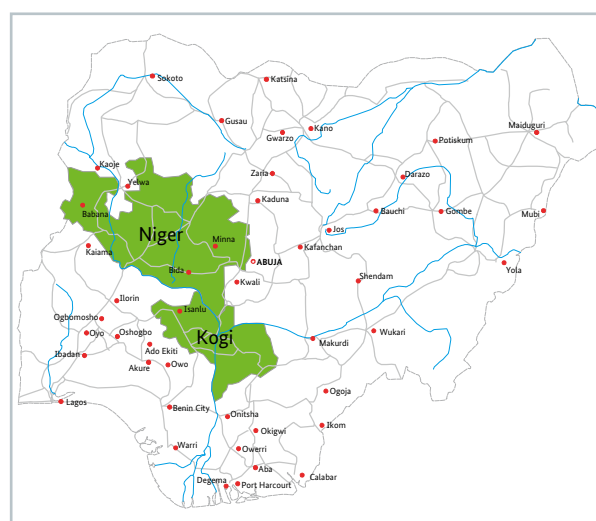 Sokoto
Katsina
Gusau
Kano
Gwarzo
Maiduguri
Potiskum
Kaoje
Yelwa
Zaria
Darazo
Babana
Kaduna
Bauchi
Gombe
Mubi
Niger
Minna
Jos
Kaiama
Kafanchan
ABUJA
Yola
Bida
Kwali
Shendam
Ilorin
Isanlu
Ogbomosho
Oyo
Oshogbo
Kogi
Wukari
Makurdi
Ibadan
Ado Ekiti
Akure
Owo
Ogoja
Lagos
Benin City
Onitsha
Ikom
Okigwi
Warri
Owerri
Aba
Calabar
Degema
Port Harcourt